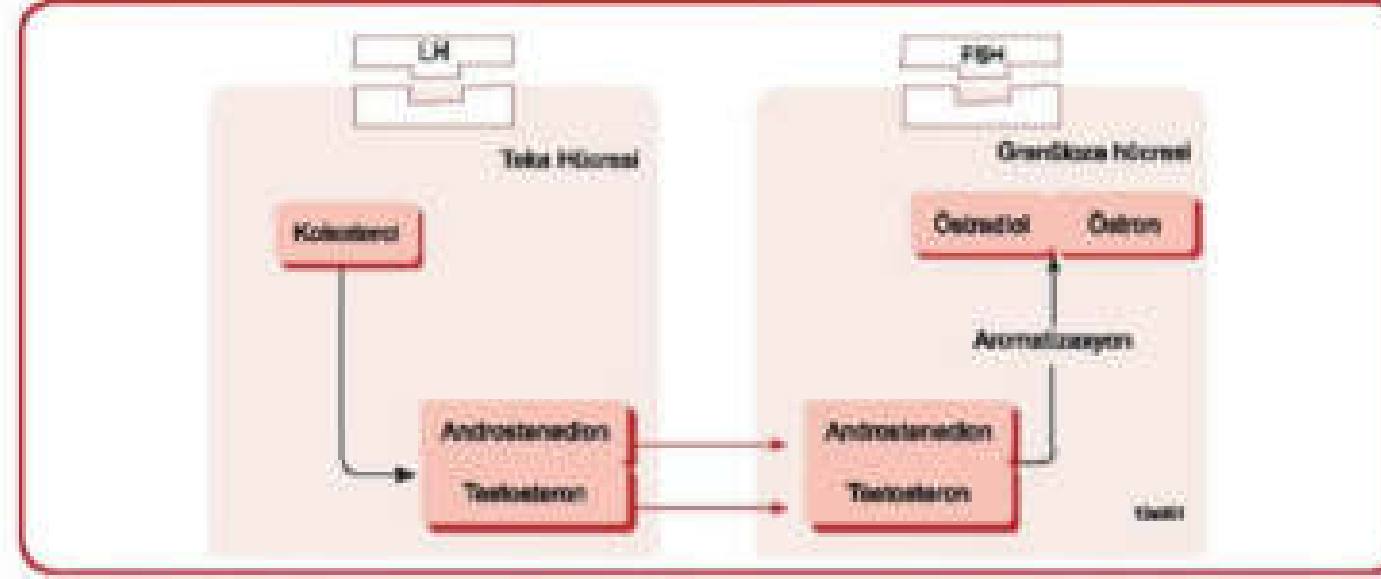 LH
FSH
Teka Hücresi
Granüloza hücresi
Kolesterol
Östradiol Östron
Aromatizasyon
Androstenedion
Testosteron
Androstenedion
Testosteron